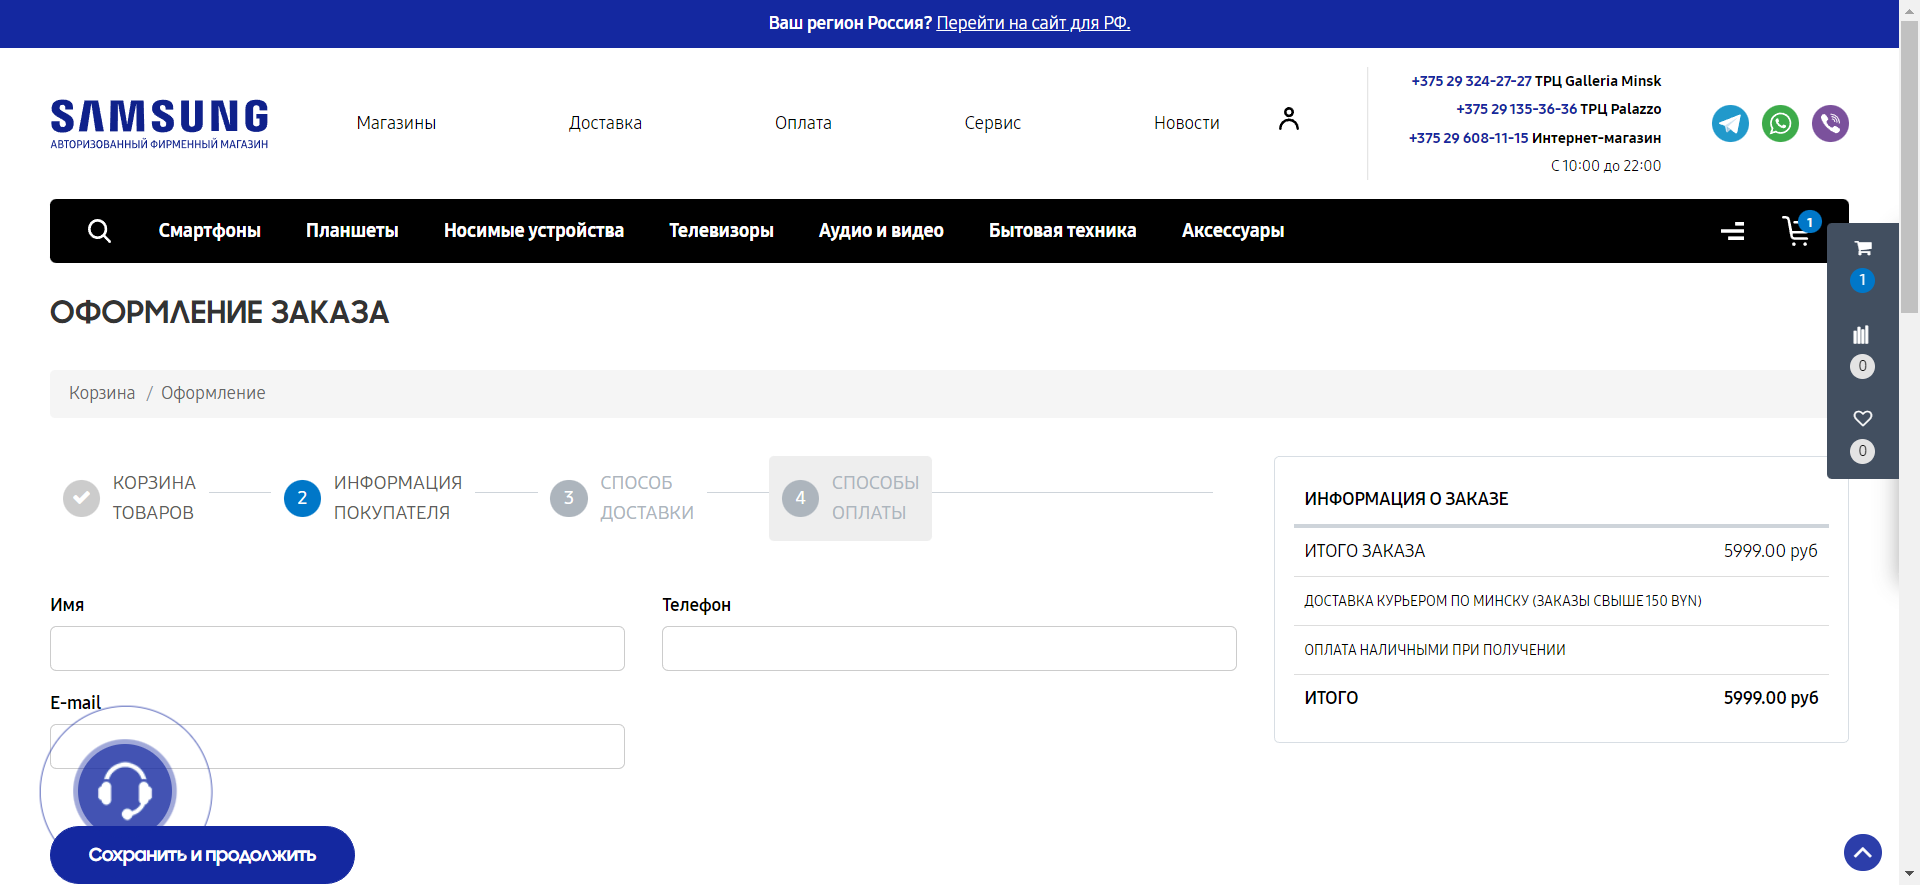 Ваш регион Россия? Перейти на сайт для РФ.
SAMSUNG
АВТОРИЗОВАННЫЙ ФИРМЕННЫЙ МАГАЗИН
Магазины
Доставка
Оплата
Сервис
Новости
+375 29 324-27-27 ТРЦ Galleria Minsk
+375 29 135-36-36 ТРЦ Palazzo
+375 29 608-11-15 Интернет-магазин
С 10:00 до 22:00
Смартфоны
Планшеты
Носимые устройства
Телевизоры
Аудио и видео
Бытовая техника
Аксессуары
1
1
0
0
ОФОРМЛЕНИЕ ЗАКАЗА
Корзина / Оформление
КОРЗИНА
ТОВАРОВ
2
ИНФОРМАЦИЯ
ПОКУПАТЕЛЯ
3
СПОСОБ
ДОСТАВКИ
4
СПОСОБЫ
ОПЛАТЫ
Имя
Телефон
E-mail
Сохранить и продолжить
ИНФОРМАЦИЯ О ЗАКАЗЕ
ИТОГО ЗАКАЗА 5999.00 руб
ДОСТАВКА КУРЬЕРОМ ПО МИНСКУ (ЗАКАЗЫ СВЫШЕ 150 BYN)
ОПЛАТА НАЛИЧНЫМИ ПРИ ПОЛУЧЕНИИ
ИТОГО 5999.00 руб